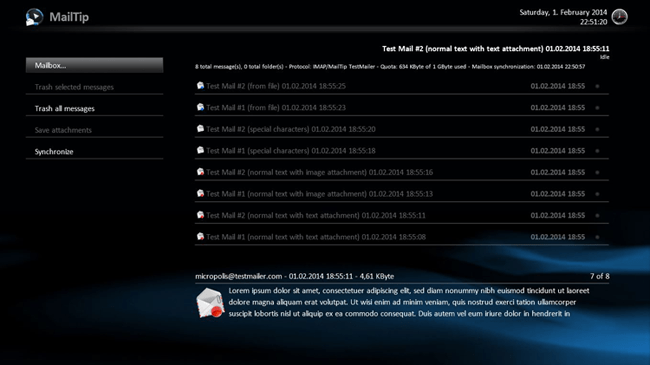 MailTip
Saturday, 1. February 2014
22:51:20
Test Mail #2 (normal text with text attachment) 01.02.2014 18:55:11
Idle
8 total message(s), 0 total folder(s) - Protocol: IMAP/MailTip TestMailer - Quota: 634 KByte of 1 GByte used - Mailbox synchronization: 01.02.2014 22:50:57
Mailbox...
Trash selected messages
Trash all messages
Save attachments
Synchronize
Test Mail #2 (from file) 01.02.2014 18:55:25 01.02.2014 18:55
Test Mail #1 (from file) 01.02.2014 18:55:23 01.02.2014 18:55
Test Mail #2 (special characters) 01.02.2014 18:55:20 01.02.2014 18:55
Test Mail #1 (special characters) 01.02.2014 18:55:18 01.02.2014 18:55
Test Mail #2 (normal text with image attachment) 01.02.2014 18:55:16 01.02.2014 18:55
Test Mail #1 (normal text with image attachment) 01.02.2014 18:55:13 01.02.2014 18:55
Test Mail #2 (normal text with text attachment) 01.02.2014 18:55:11 01.02.2014 18:55
Test Mail #1 (normal text with text attachment) 01.02.2014 18:55:08 01.02.2014 18:55
micropolis@testmailer.com - 01.02.2014 18:55:11 - 4,61 KByte 7 of 8
Lorem ipsum dolor sit amet, consectetuer adipiscing elit, sed diam nonummy nibh euismod tincidunt ut laoreet
dolore magna aliquam erat volutpat. Ut wisi enim ad minim veniam, quis nostrud exerci tation ullamcorper
suscipit lobortis nisl ut aliquip ex ea commodo consequat. Duis autem vel eum iriure dolor in hendrerit in